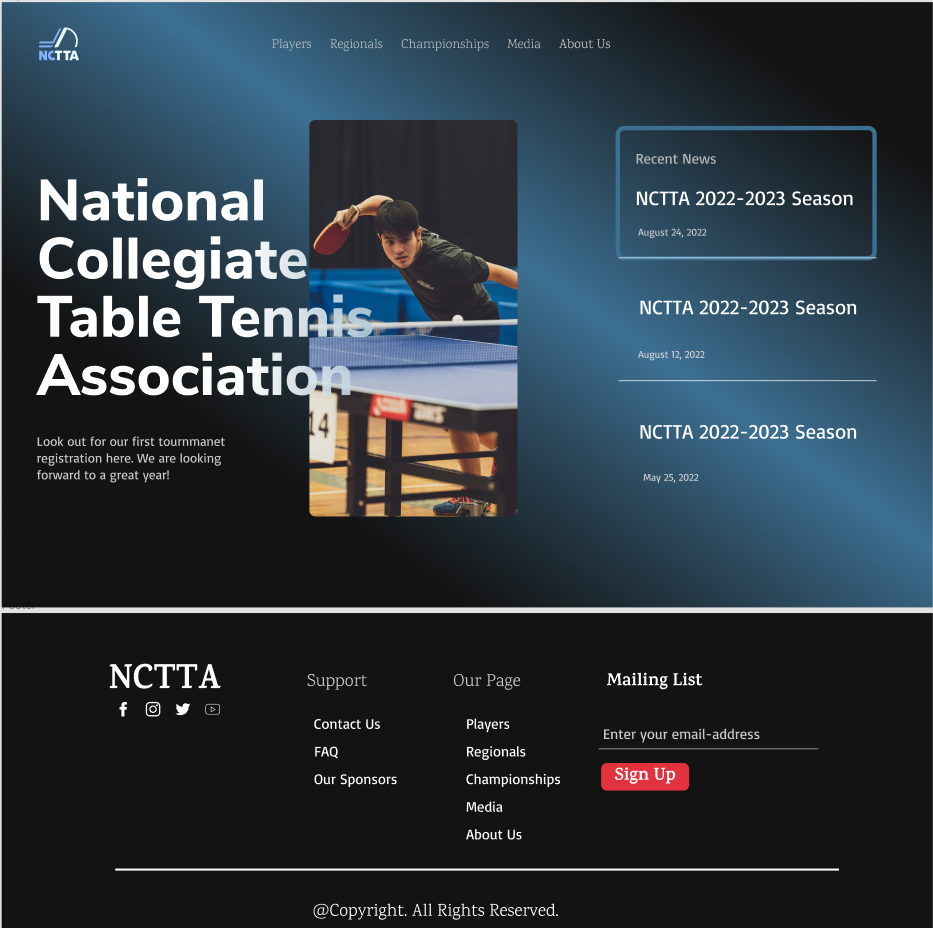 NCTTA
Players Regionals Championships Media About Us
National
Collegiate
Table Tennis
Association
Look out for our first tournmanet
registration here. We are looking
forward to a great year!
14
Recent News
NCTTA 2022-2023 Season
August 24, 2022
NCTTA 2022-2023 Season
August 12, 2022
NCTTA 2022-2023 Season
May 25, 2022
NCTTA
Support
Contact Us
FAQ
Our Sponsors
Our Page
Players
Regionals
Championships
Media
About Us
Mailing List
Enter your email-address
Sign Up
@Copyright. All Rights Reserved.